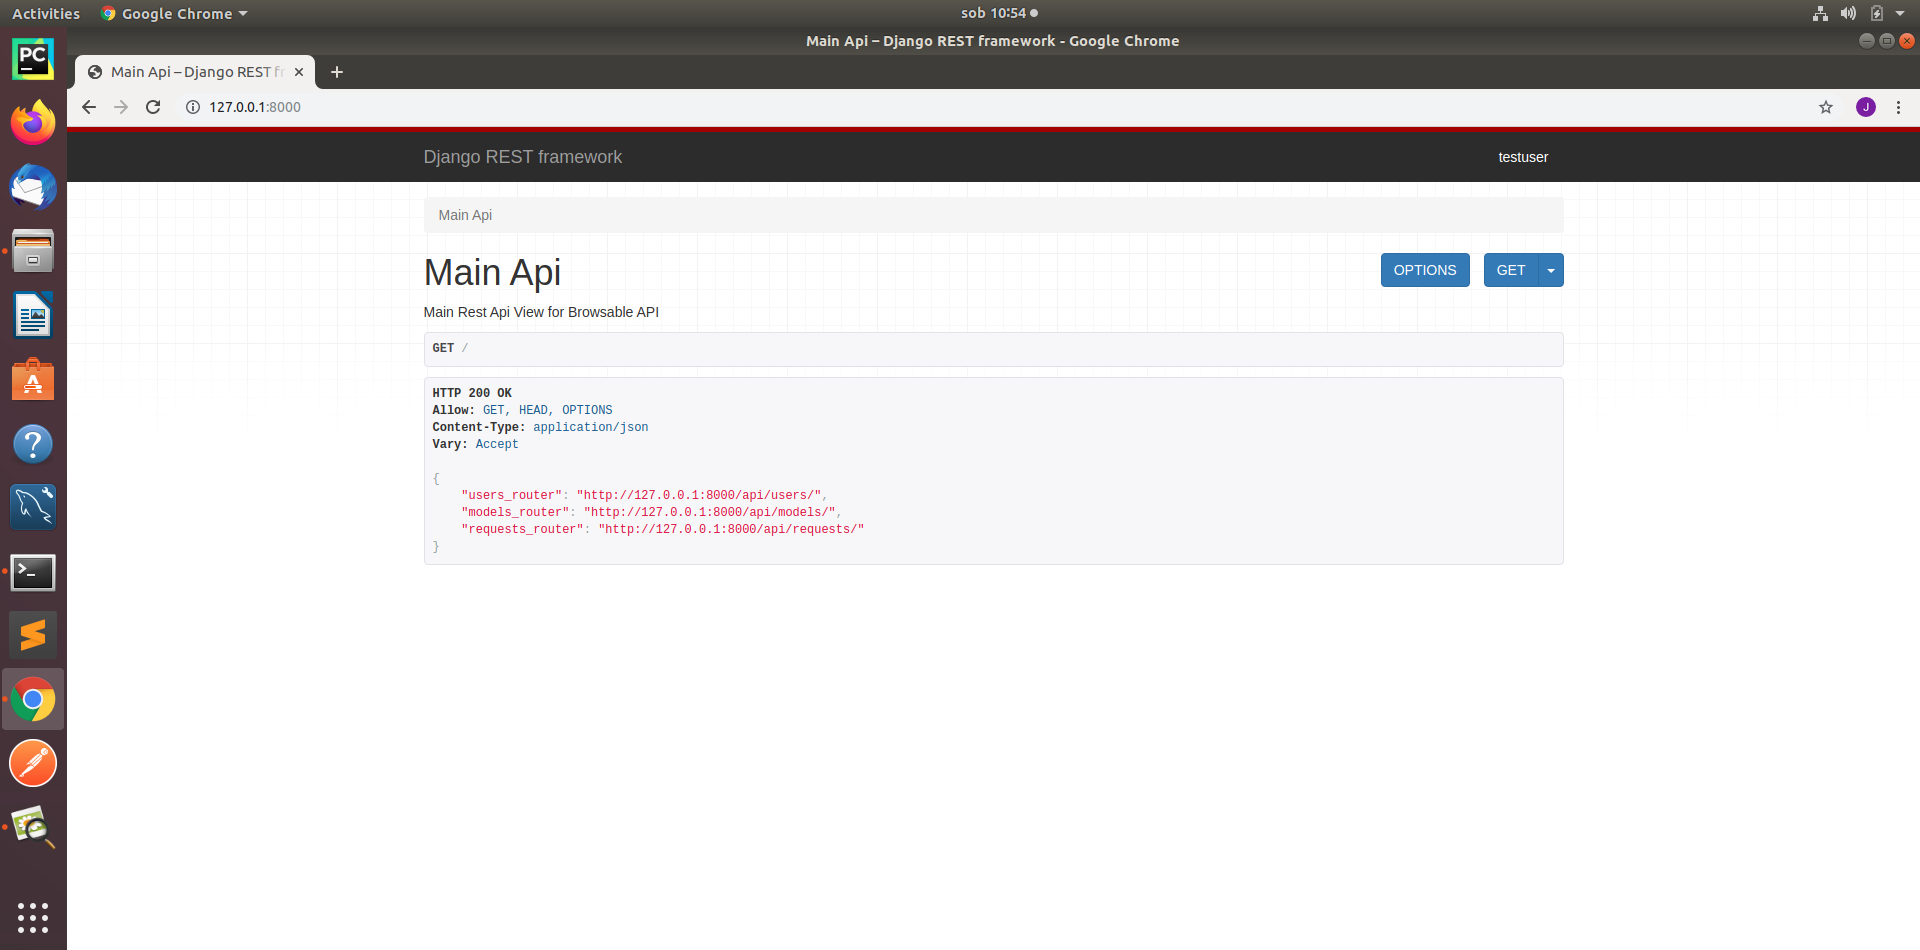 Activities
Google Chrome
sob 10:54
Main Api – Django REST framework - Google Chrome
PC
Main Api – Django REST fr
127.0.0.1:8000
J
Django REST framework
testuser
Main Api
Main Api
OPTIONS
GET
Main Rest Api View for Browsable API
GET /
HTTP 200 OK
Allow: GET, HEAD, OPTIONS
Content-Type: application/json
Vary: Accept
{
    "users_router": "http://127.0.0.1:8000/api/users/",
    "models_router": "http://127.0.0.1:8000/api/models/",
    "requests_router": "http://127.0.0.1:8000/api/requests/"
}